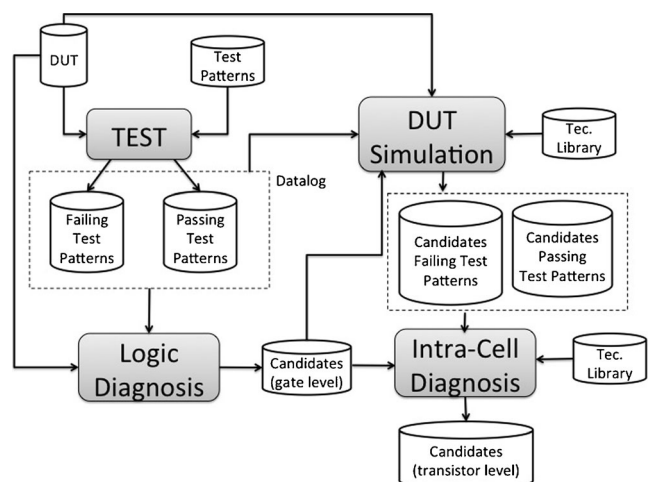 DUT
Test
Patterns
TEST
DUT
Simulation
Tec.
Library
Datalog
Failing
Test
Patterns
Passing
Test
Patterns
Candidates
Failing Test
Patterns
Candidates
Passing
Test Patterns
Logic
Diagnosis
Candidates
(gate level)
Intra-Cell
Diagnosis
Tec.
Library
Candidates
(transistor level)